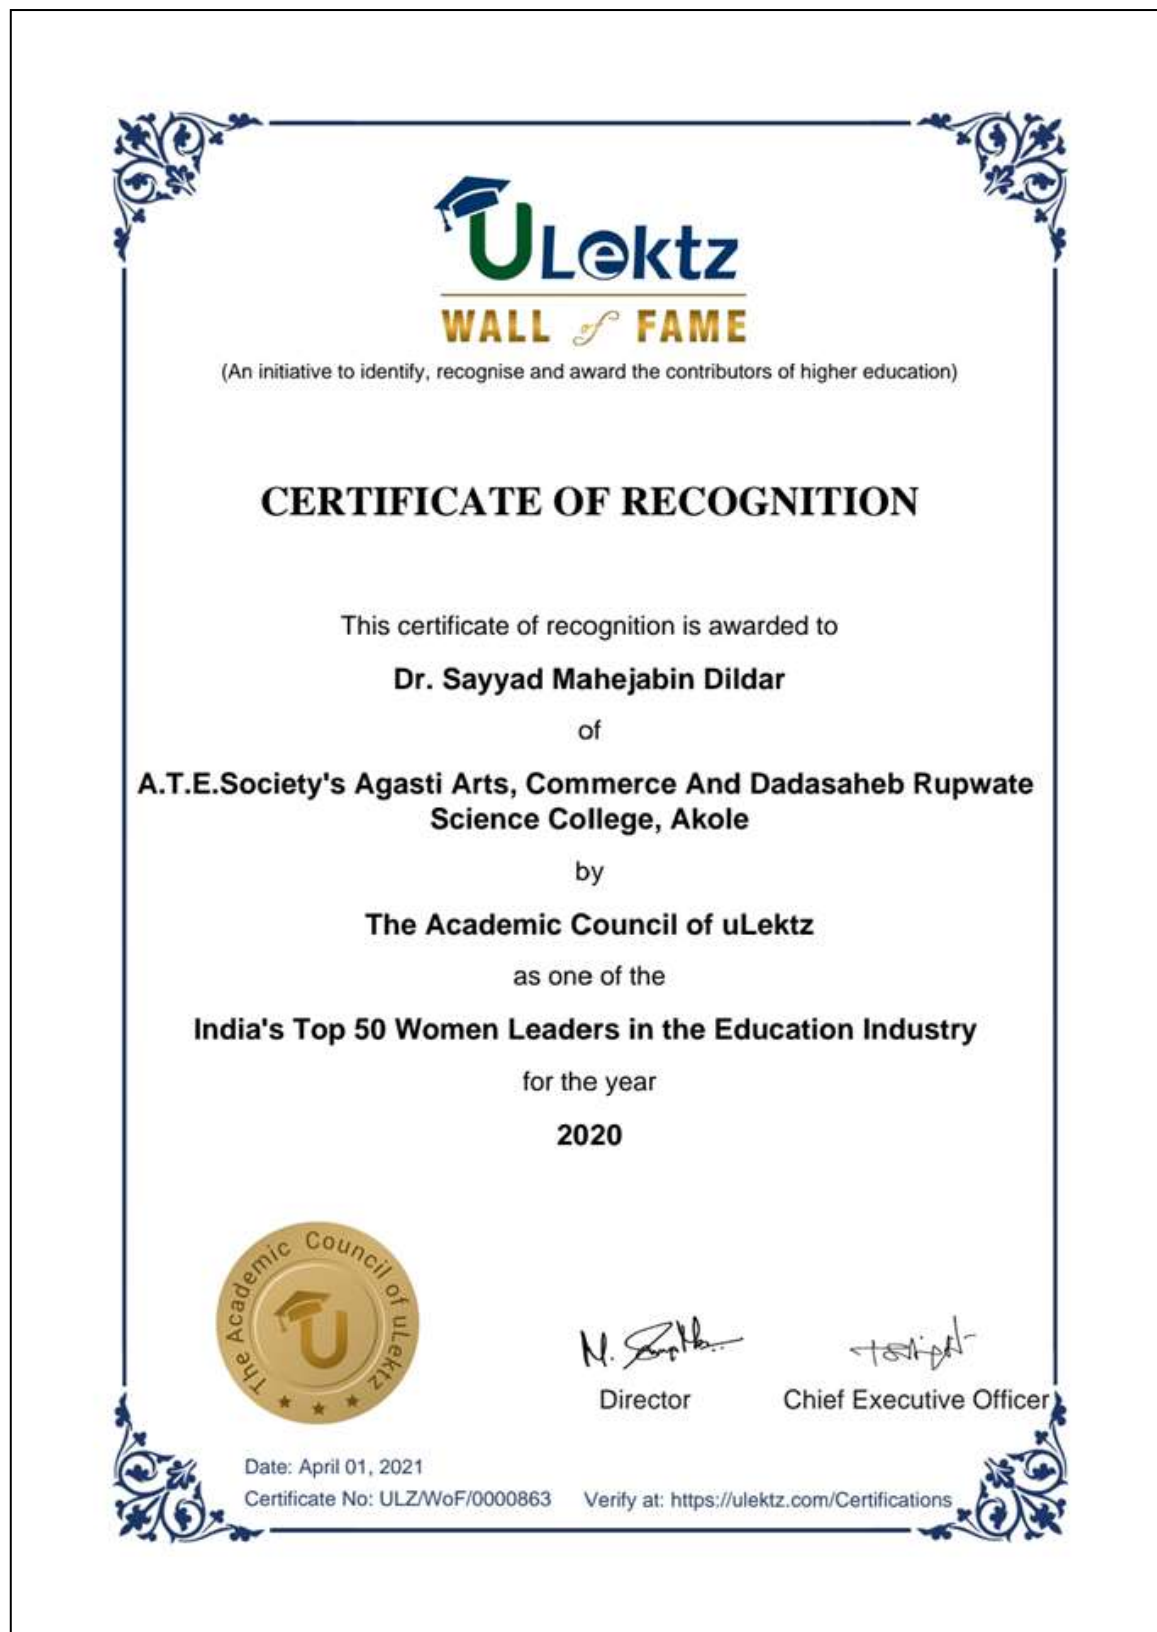 ULektz
WALL of FAME
(An initiative to identify, recognise and award the contributors of higher education)
CERTIFICATE OF RECOGNITION
This certificate of recognition is awarded to
Dr. Sayyad Mahejabin Dildar
of
A.T.E.Society's Agasti Arts, Commerce And Dadasaheb Rupwate
Science College, Akole
by
The Academic Council of uLektz
as one of the
India's Top 50 Women Leaders in the Education Industry
for the year
2020
The Academic Council of uLektz
U
Director
Chief Executive Officer
Date: April 01, 2021
Certificate No: ULZ/WoF/0000863
Verify at: https://ulektz.com/Certifications